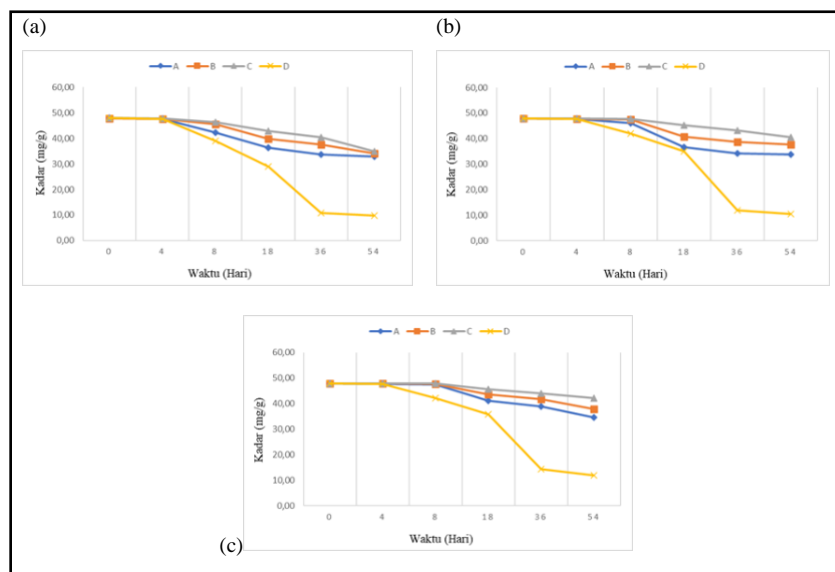 (a)
A B C D
60,00
50,00
40,00
30,00
20,00
10,00
0,00
Kadar (mg/g)
0 4 8 18 36 54
Waktu (Hari)
(b)
A B C D
60,00
50,00
40,00
30,00
20,00
10,00
0,00
Kadar (mg/g)
0 4 8 18 36 54
Waktu (Hari)
A B C D
60,00
50,00
40,00
30,00
20,00
10,00
0,00
Kadar (mg/g)
0 4 8 18 36 54
Waktu (Hari)
(c)